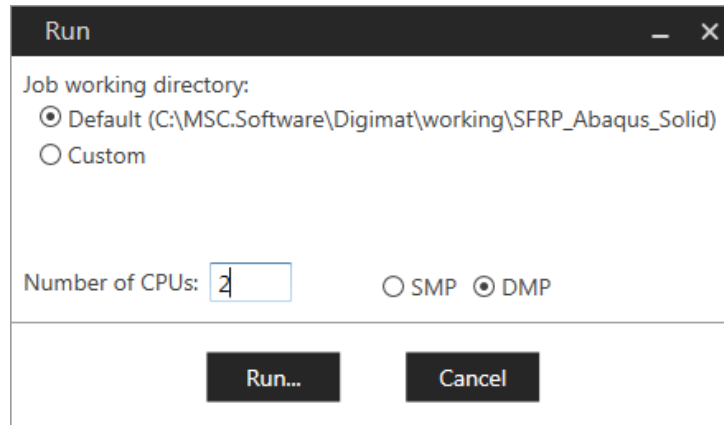 Run
Job working directory:
Default (C:\MSC.Software\Digimat\working\SFRP_Abaqus_Solid)
Custom
Number of CPUs: 2 SMP DMP
Run... Cancel